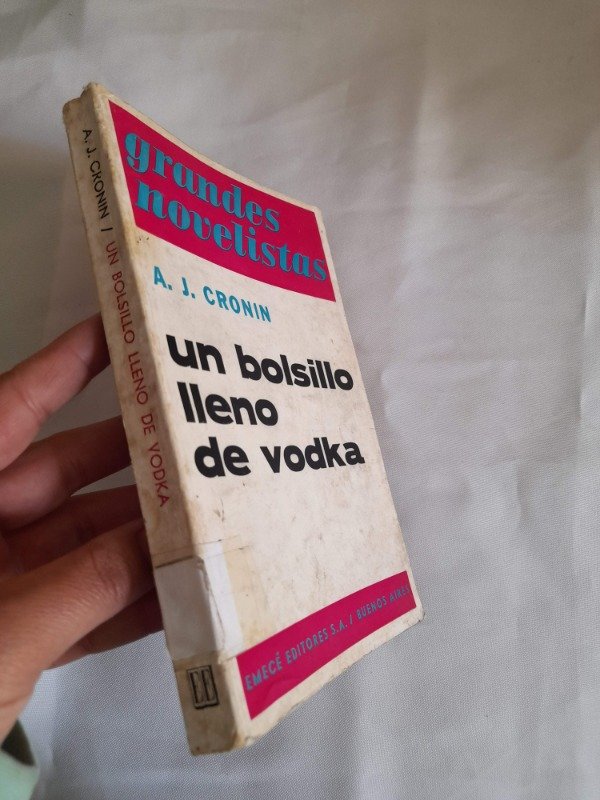 A. J. CRONIN / UN BOLSILLO LLENO DE VODKA
grandes
novelistas
A. J. CRONIN
un bolsillo
lleno
de vodka
EMECÉ EDITORES S.A. / BUENOS AIRES